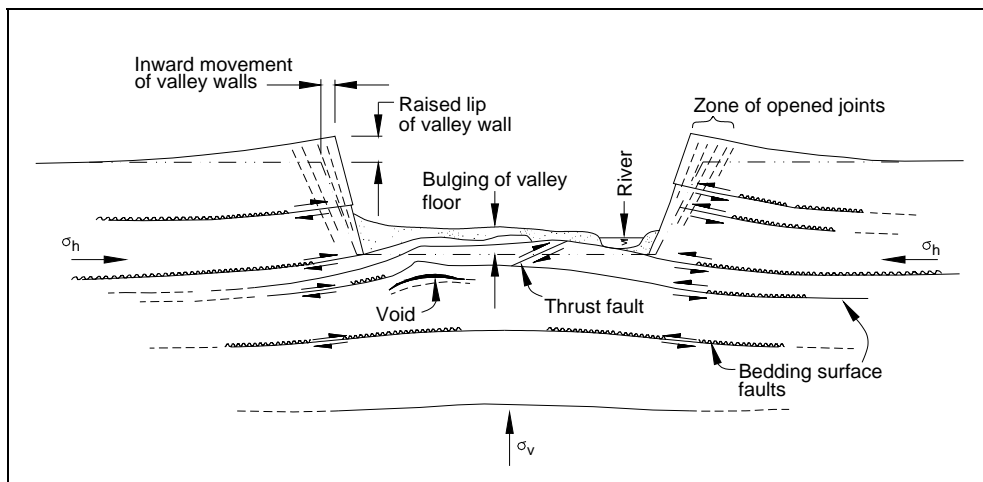 Inward movement
of valley walls
Raised lip
of valley wall
Zone of opened joints
Bulging of valley
floor
River
σh
σh
Void
Thrust fault
Bedding surface
faults
σv